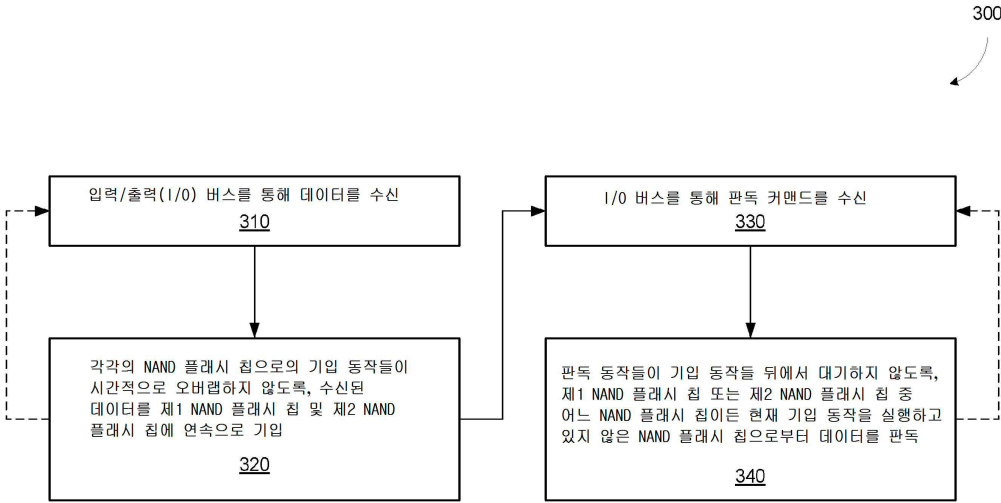 300
입력/출력(I/O) 버스를 통해 데이터를 수신
310
각각의 NAND 플래시 칩으로의 기입 동작들이
시간적으로 오버랩하지 않도록, 수신된
데이터를 제1 NAND 플래시 칩 및 제2 NAND
플래시 칩에 연속으로 기입
320
I/O 버스를 통해 판독 커맨드를 수신
330
판독 동작들이 기입 동작들 뒤에서 대기하지 않도록,
제1 NAND 플래시 칩 또는 제2 NAND 플래시 칩 중
어느 NAND 플래시 칩이든 현재 기입 동작을 실행하고
있지 않은 NAND 플래시 칩으로부터 데이터를 판독
340